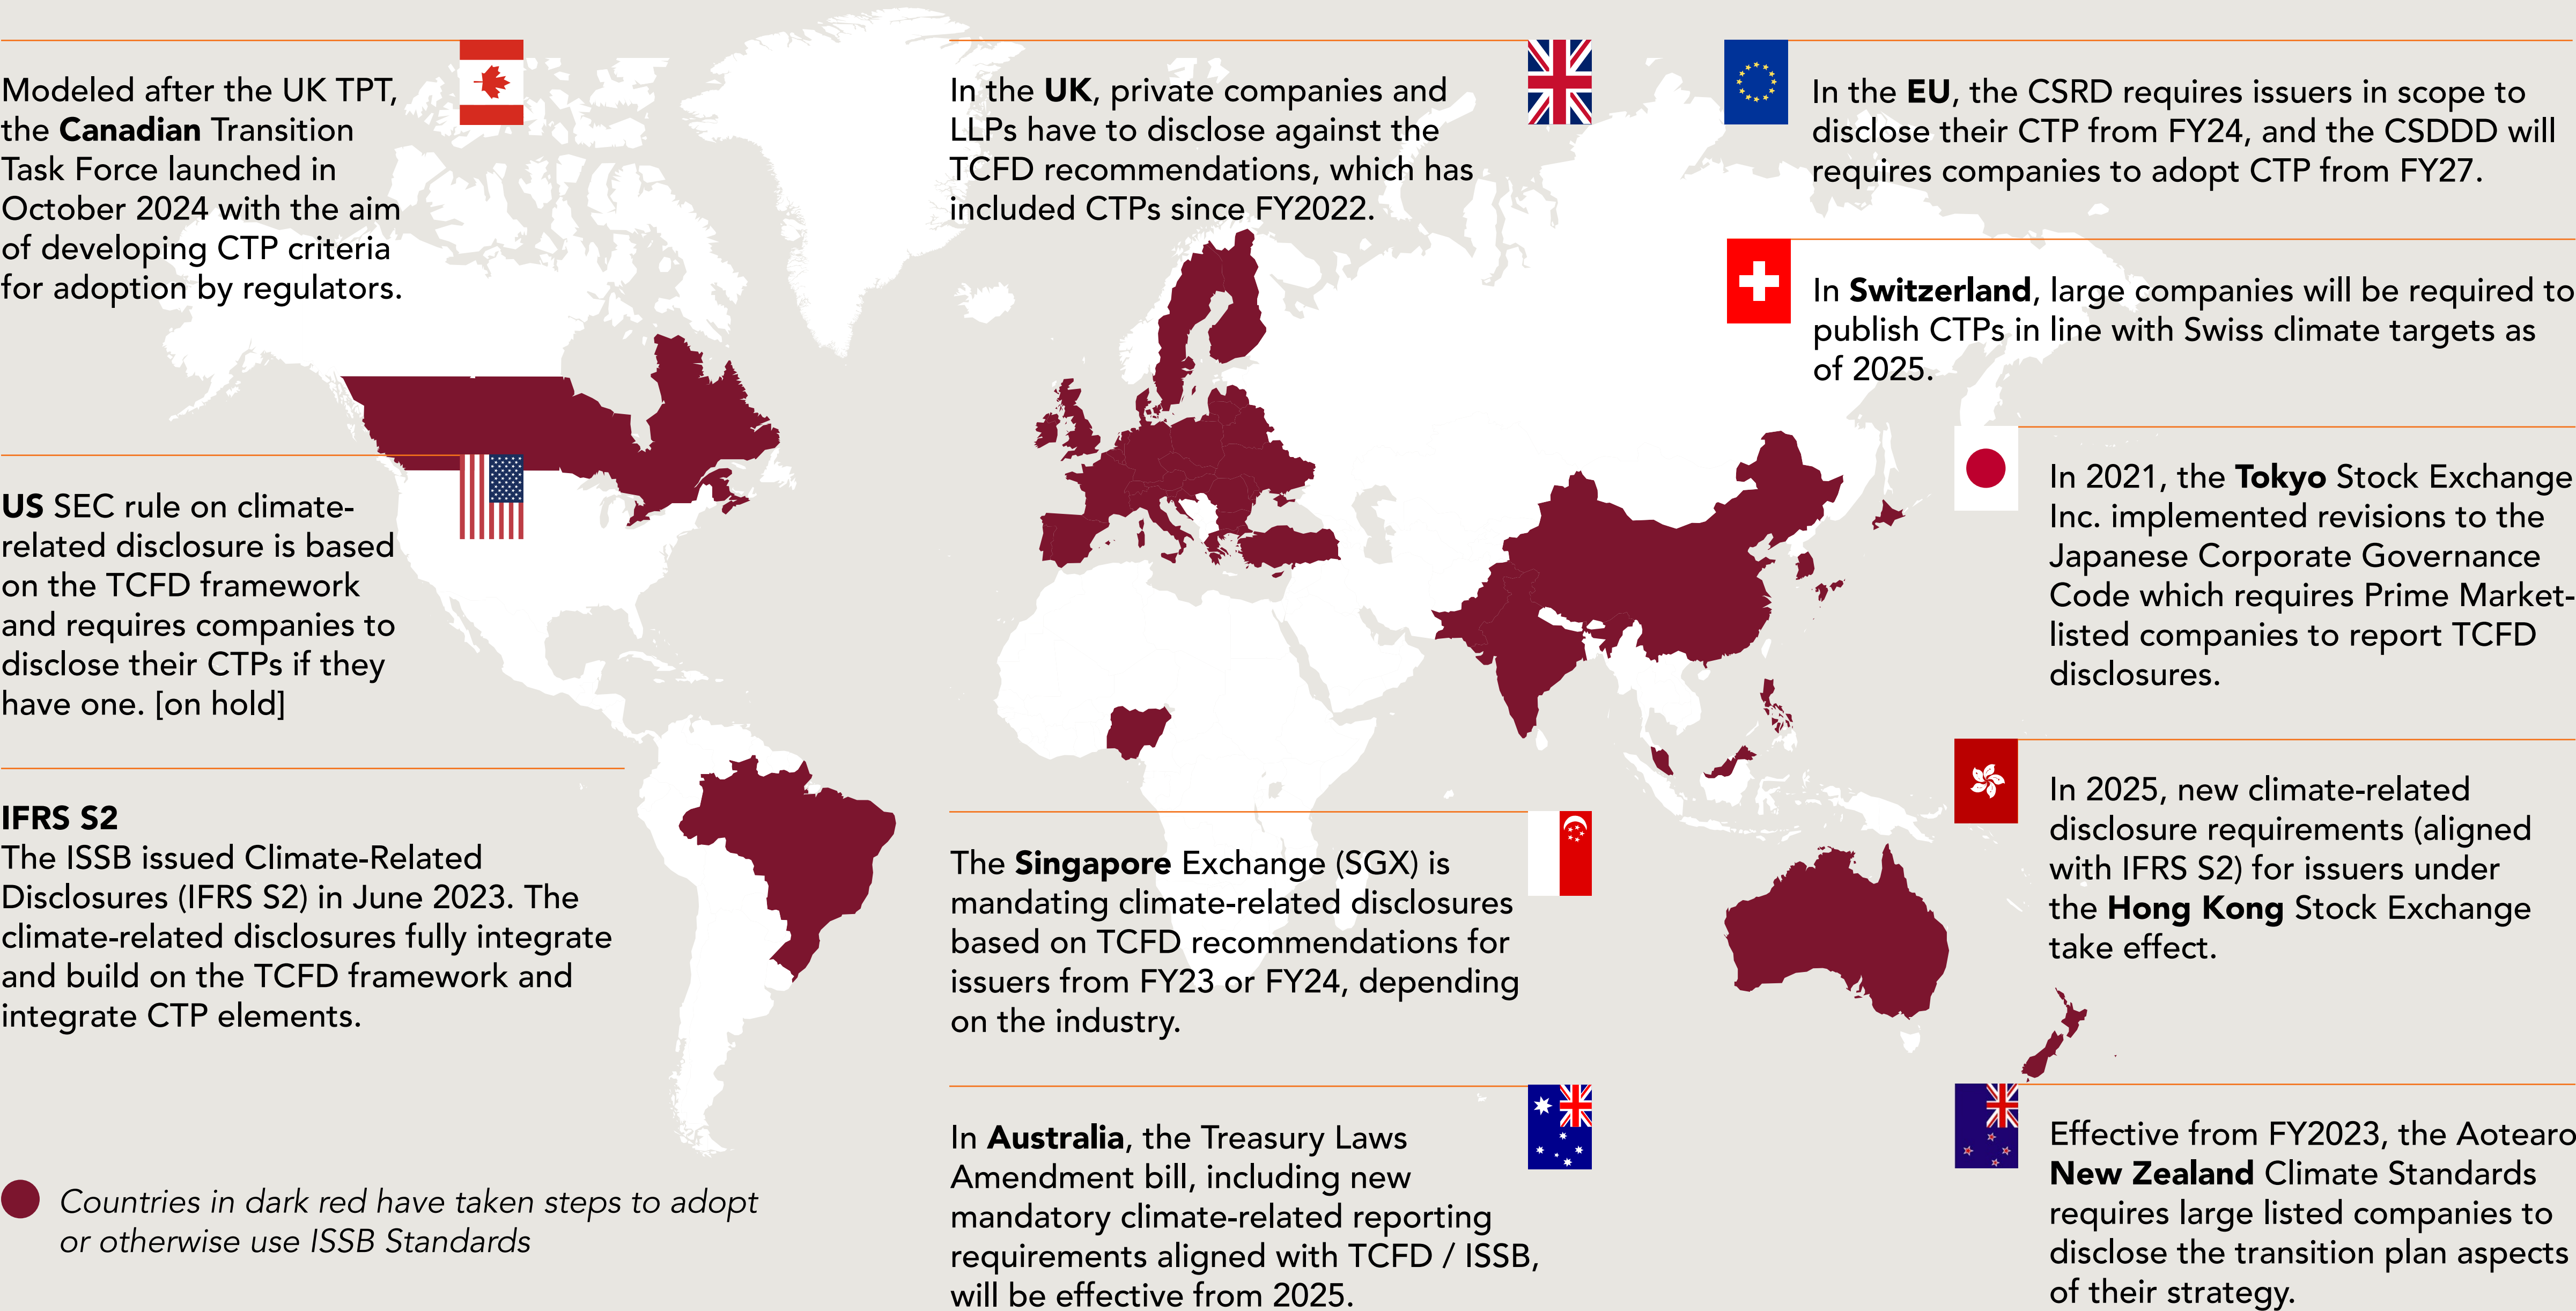 Modeled after the UK TPT,
the Canadian Transition
Task Force launched in
October 2024 with the aim
of developing CTP criteria
for adoption by regulators.
US SEC rule on climate-
related disclosure is based
on the TCFD framework
and requires companies to
disclose their CTPs if they
have one. [on hold]
IFRS S2
The ISSB issued Climate-Related
Disclosures (IFRS S2) in June 2023. The
climate-related disclosures fully integrate
and build on the TCFD framework and
integrate CTP elements.
Countries in dark red have taken steps to adopt
or otherwise use ISSB Standards
In the UK, private companies and
LLPs have to disclose against the
TCFD recommendations, which has
included CTPs since FY2022.
The Singapore Exchange (SGX) is
mandating climate-related disclosures
based on TCFD recommendations for
issuers from FY23 or FY24, depending
on the industry.
In Australia, the Treasury Laws
Amendment bill, including new
mandatory climate-related reporting
requirements aligned with TCFD / ISSB,
will be effective from 2025.
In the EU, the CSRD requires issuers in scope to
disclose their CTP from FY24, and the CSDDD will
requires companies to adopt CTP from FY27.
In Switzerland, large companies will be required to
publish CTPs in line with Swiss climate targets as
of 2025.
In 2021, the Tokyo Stock Exchange
Inc. implemented revisions to the
Japanese Corporate Governance
Code which requires Prime Market-
listed companies to report TCFD
disclosures.
In 2025, new climate-related
disclosure requirements (aligned
with IFRS S2) for issuers under
the Hong Kong Stock Exchange
take effect.
Effective from FY2023, the Aotearo
New Zealand Climate Standards
requires large listed companies to
disclose the transition plan aspects
of their strategy.